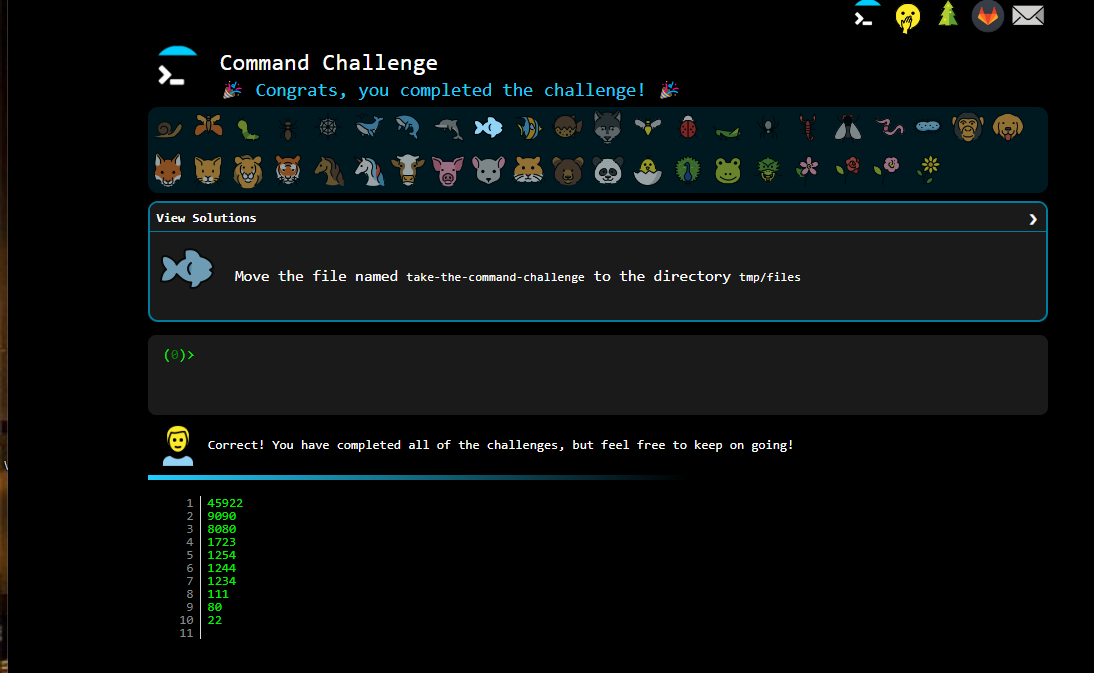 Command Challenge
🎉 Congrats, you completed the challenge! 🎉
View Solutions ❯
Move the file named take-the-command-challenge to the directory tmp/files
(0)>
Correct! You have completed all of the challenges, but feel free to keep on going!
1 45922
2 9090
3 8080
4 1723
5 1254
6 1244
7 1234
8 111
9 80
10 22
11